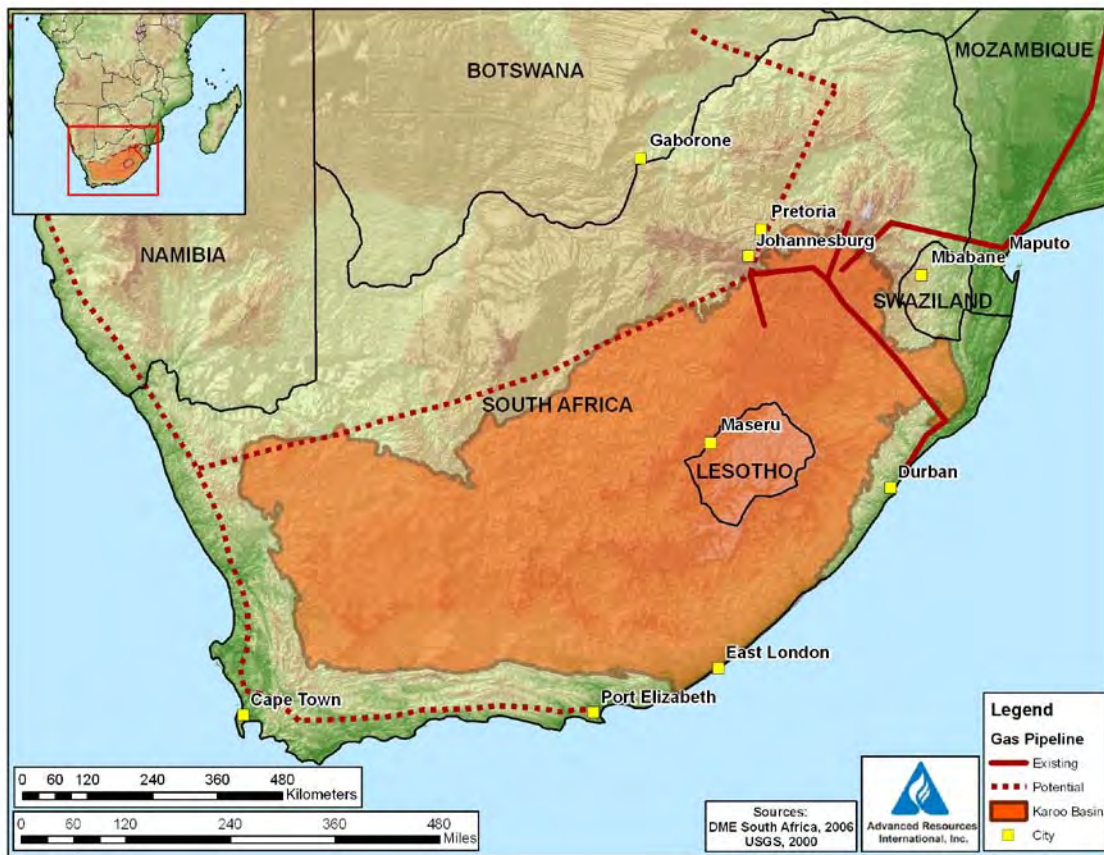 MOZAMBIQUE
BOTSWANA
Gaborone
Pretoria
Johannesburg
Maputo
Mbabane
NAMIBIA
SWAZILAND
SOUTH AFRICA
Maseru
LESOTHO
Durban
East London
Cape Town
Port Elizabeth
0 60 120 240 360 480
Kilometers
0 60 120 240 360 480
Miles
Sources:
DME South Africa, 2006
USGS, 2000
Advanced Resources
International, Inc.
Legend
Gas Pipeline
Existing
Potential
Karoo Basin
City